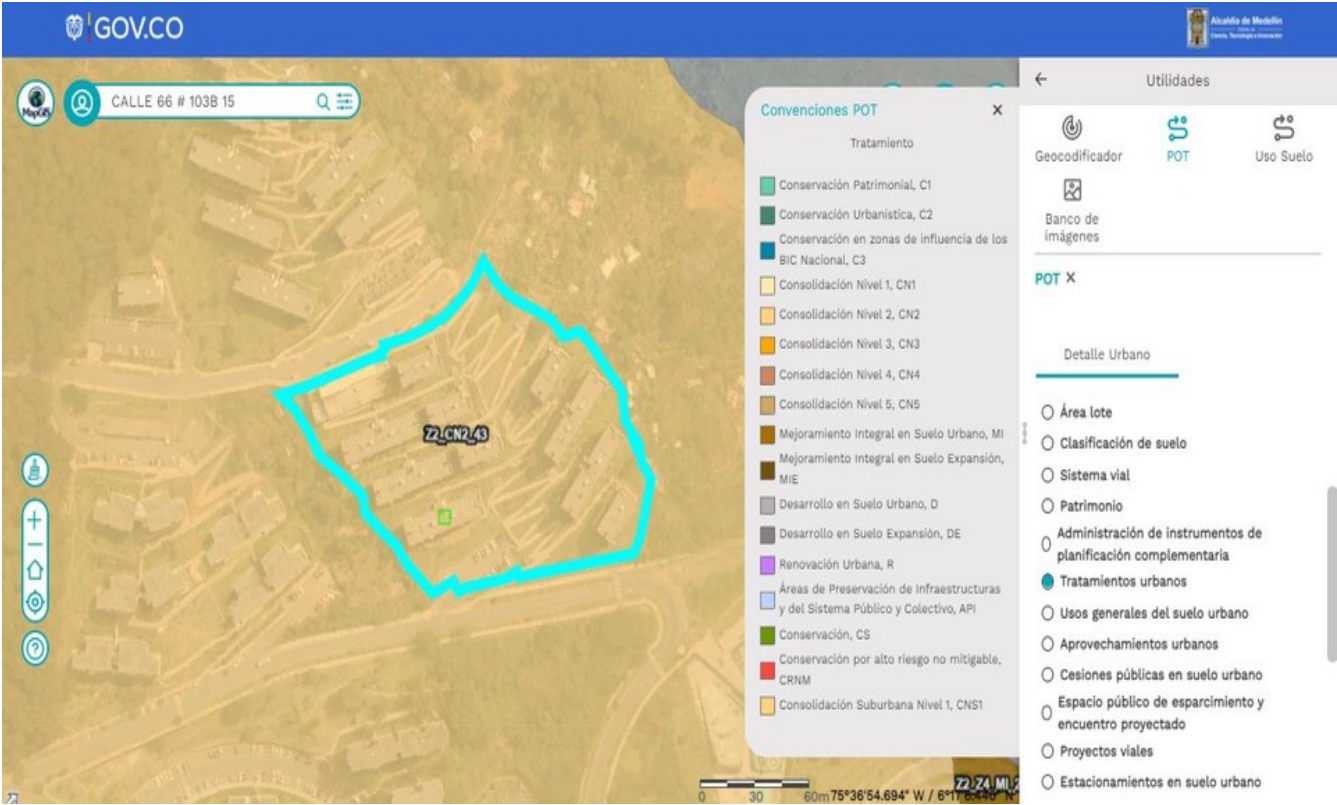 GOV.CO
Alcaldía de Medellín
Ciencia, Tecnología e Innovación
MapGIS
CALLE 66 # 103B 15
Z2_CN2_43
Convenciones POT
Tratamiento
Conservación Patrimonial, C1
Conservación Urbanística, C2
Conservación en zonas de influencia de los
BIC Nacional, C3
Consolidación Nivel 1, CN1
Consolidación Nivel 2, CN2
Consolidación Nivel 3, CN3
Consolidación Nivel 4, CN4
Consolidación Nivel 5, CN5
Mejoramiento Integral en Suelo Urbano, MI
Mejoramiento Integral en Suelo Expansión,
MIE
Desarrollo en Suelo Urbano, D
Desarrollo en Suelo Expansión, DE
Renovación Urbana, R
Áreas de Preservación de Infraestructuras
y del Sistema Público y Colectivo, API
Conservación, CS
Conservación por alto riesgo no mitigable,
CRNM
Consolidación Suburbana Nivel 1, CNS1
0 30 60m
75°36'54.694" W /
Z2_Z4_MI_
Utilidades
Geocodificador
POT
Uso Suelo
Banco de
imágenes
POT X
Detalle Urbano
Área lote
Clasificación de suelo
Sistema vial
Patrimonio
Administración de instrumentos de
planificación complementaria
Tratamientos urbanos
Usos generales del suelo urbano
Aprovechamientos urbanos
Cesiones públicas en suelo urbano
Espacio público de esparcimiento y
encuentro proyectado
Proyectos viales
Estacionamientos en suelo urbano